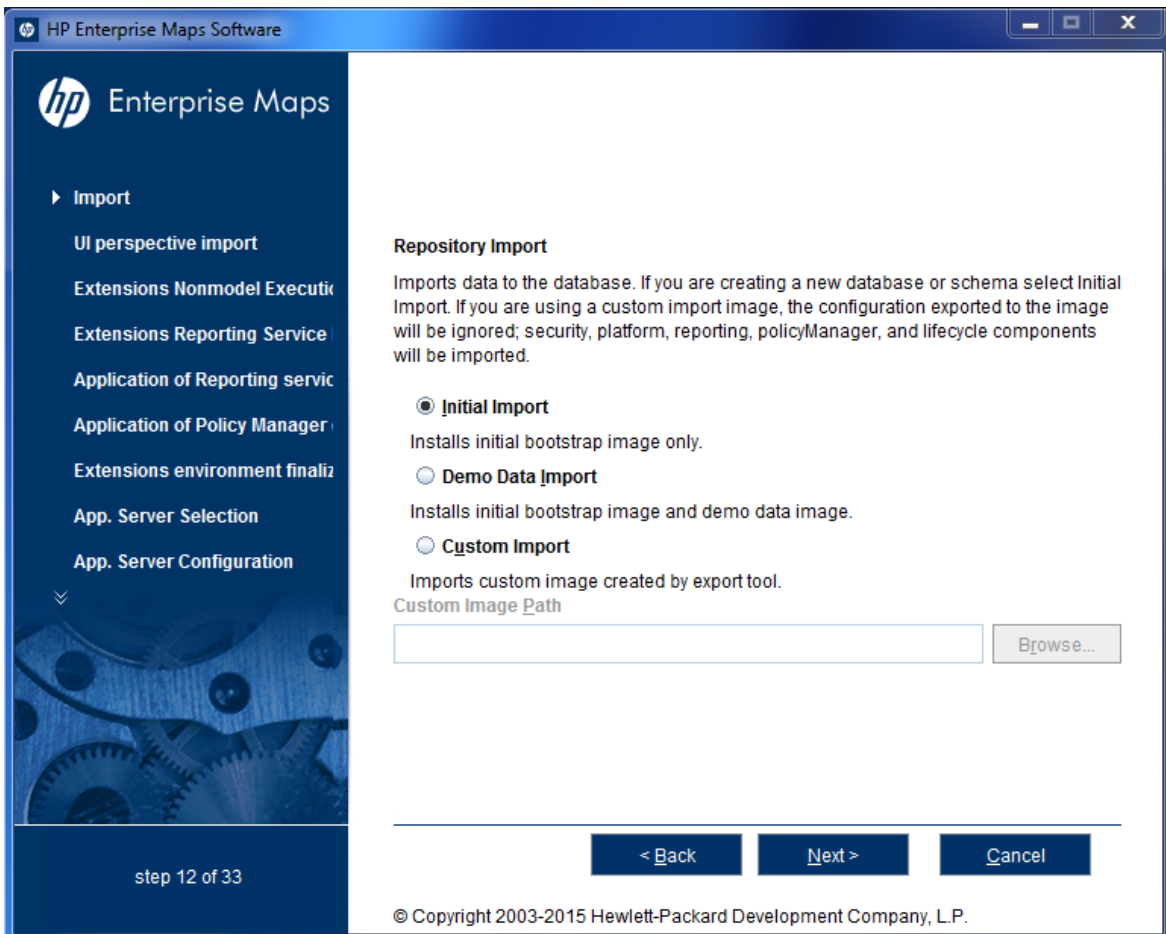 HP Enterprise Maps Software
hp Enterprise Maps
Import
UI perspective import
Extensions Nonmodel Executio
Extensions Reporting Service
Application of Reporting servic
Application of Policy Manager
Extensions environment finaliz
App. Server Selection
App. Server Configuration
step 12 of 33
Repository Import
Imports data to the database. If you are creating a new database or schema select Initial
Import. If you are using a custom import image, the configuration exported to the image
will be ignored; security, platform, reporting, policyManager, and lifecycle components
will be imported.
Initial Import
Installs initial bootstrap image only.
Demo Data Import
Installs initial bootstrap image and demo data image.
Custom Import
Imports custom image created by export tool.
Custom Image Path
Browse...
< Back
Next >
Cancel
© Copyright 2003-2015 Hewlett-Packard Development Company, L.P.